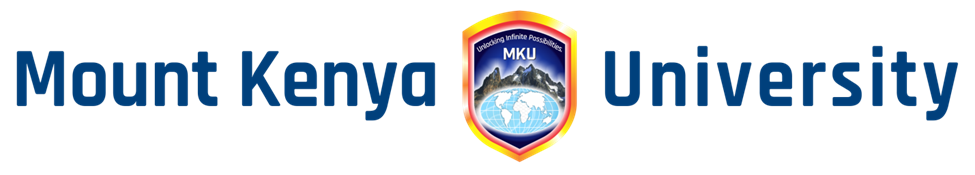 Mount Kenya University
Unlocking Infinite Possibilities.
MKU